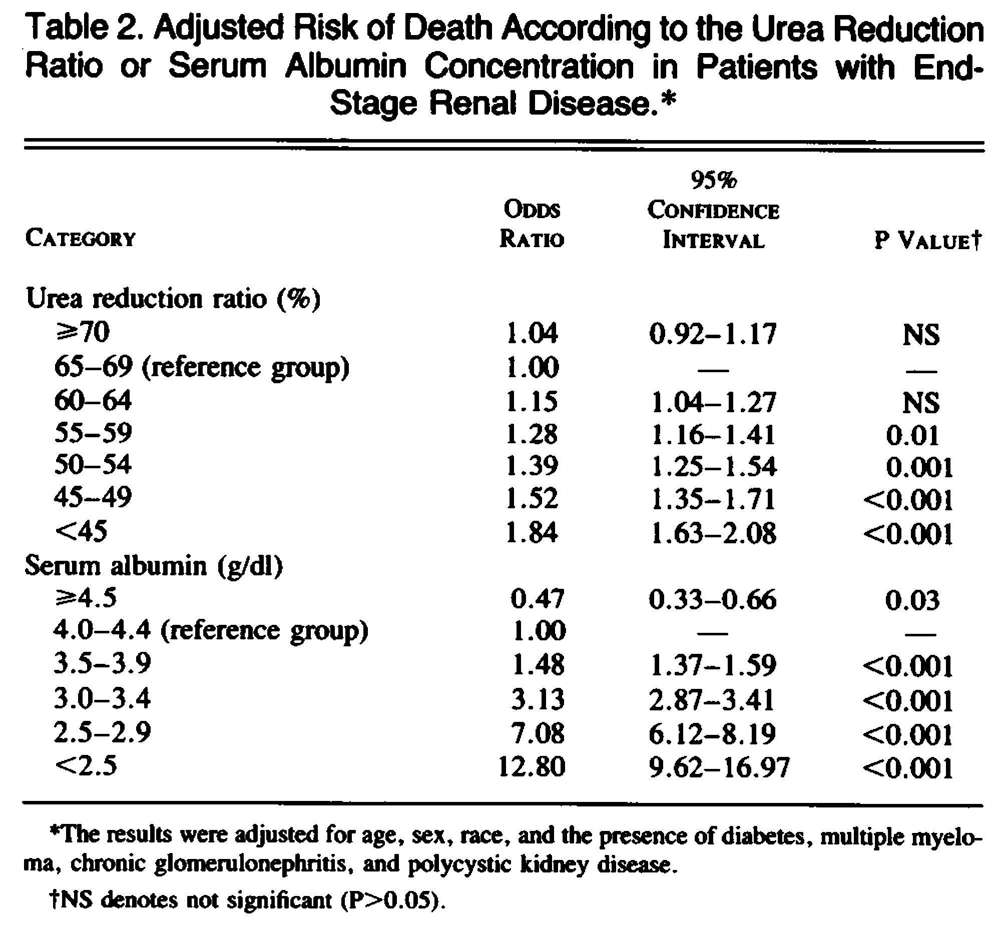 Table 2. Adjusted Risk of Death According to the Urea Reduction
Ratio or Serum Albumin Concentration in Patients with End-
Stage Renal Disease.*
CATEGORY ODDS RATIO 95% CONFIDENCE INTERVAL P VALUE†
Urea reduction ratio (%)
≥70 1.04 0.92–1.17 NS
65–69 (reference group) 1.00 — —
60–64 1.15 1.04–1.27 NS
55–59 1.28 1.16–1.41 0.01
50–54 1.39 1.25–1.54 0.001
45–49 1.52 1.35–1.71 <0.001
<45 1.84 1.63–2.08 <0.001
Serum albumin (g/dl)
≥4.5 0.47 0.33–0.66 0.03
4.0–4.4 (reference group) 1.00 — —
3.5–3.9 1.48 1.37–1.59 <0.001
3.0–3.4 3.13 2.87–3.41 <0.001
2.5–2.9 7.08 6.12–8.19 <0.001
<2.5 12.80 9.62–16.97 <0.001
*The results were adjusted for age, sex, race, and the presence of diabetes, multiple myelo-
ma, chronic glomerulonephritis, and polycystic kidney disease.
†NS denotes not significant (P>0.05).